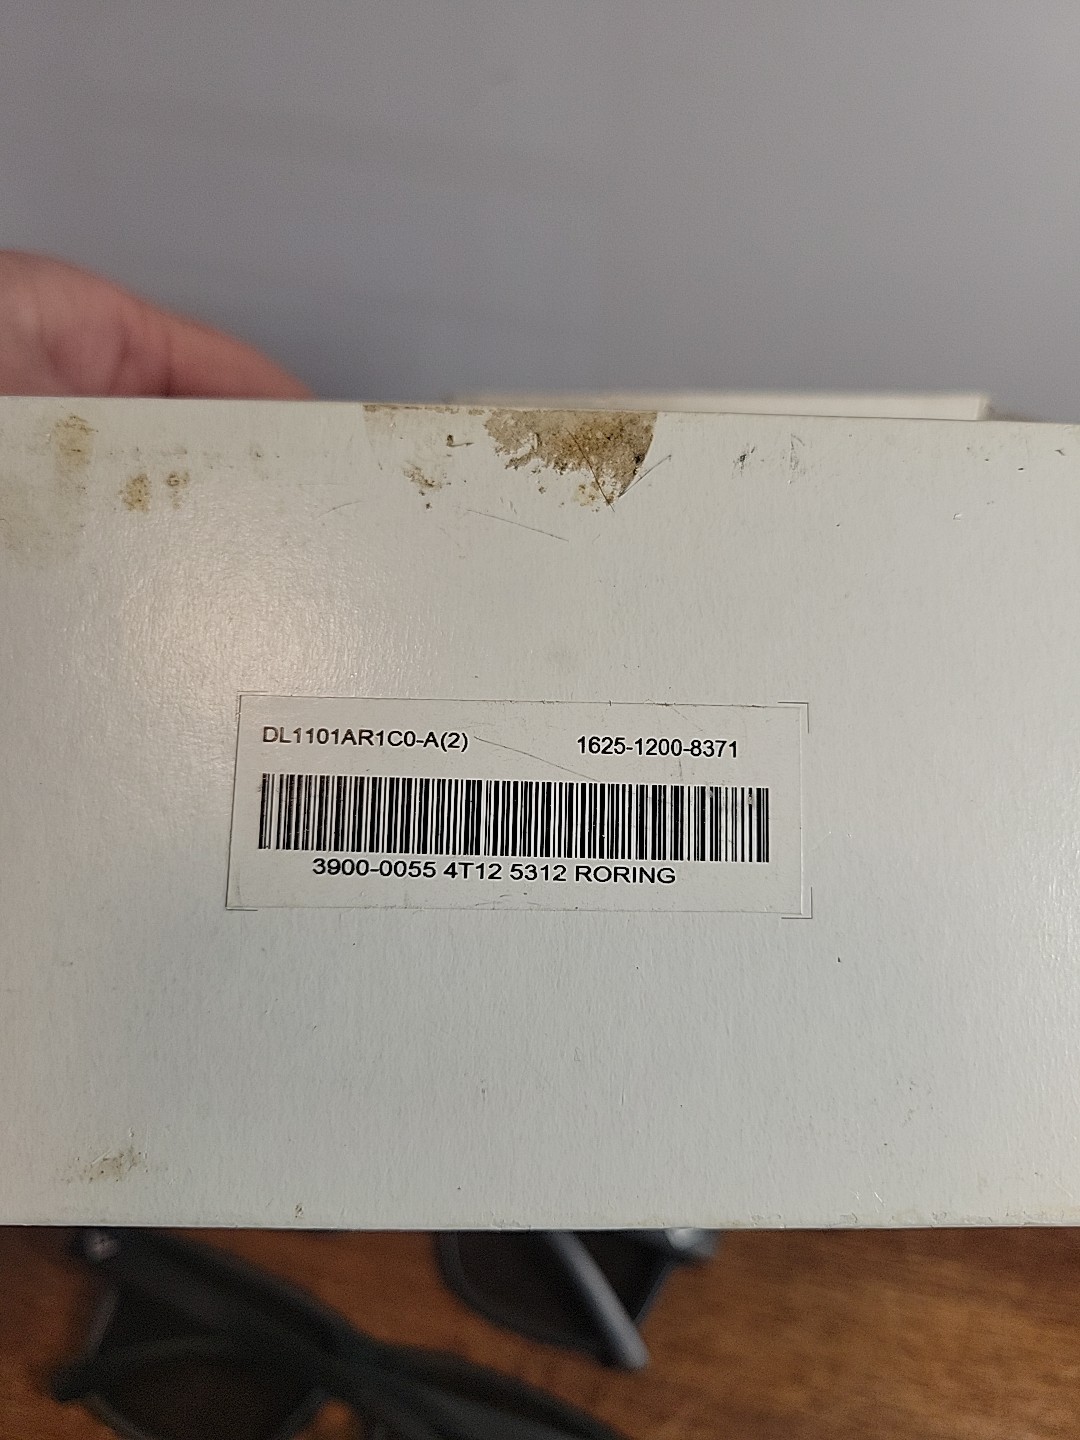 DL1101AR1C0-A(2) 1625-1200-8371
3900-0055 4T12 5312 RORING